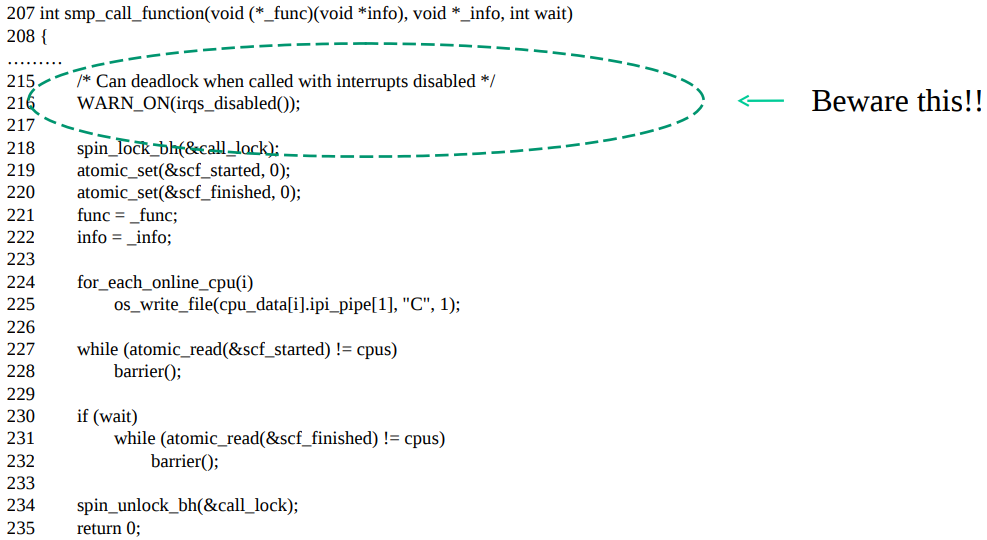 207 int smp_call_function(void (*_func)(void *info), void *_info, int wait)
208 {
………
215 /* Can deadlock when called with interrupts disabled */
216 WARN_ON(irqs_disabled());
Beware this!!
217
218 spin_lock_bh(&call_lock);
219 atomic_set(&scf_started, 0);
220 atomic_set(&scf_finished, 0);
221 func = _func;
222 info = _info;
223
224 for_each_online_cpu(i)
225 os_write_file(cpu_data[i].ipi_pipe[1], "C", 1);
226
227 while (atomic_read(&scf_started) != cpus)
228 barrier();
229
230 if (wait)
231 while (atomic_read(&scf_finished) != cpus)
232 barrier();
233
234 spin_unlock_bh(&call_lock);
235 return 0;